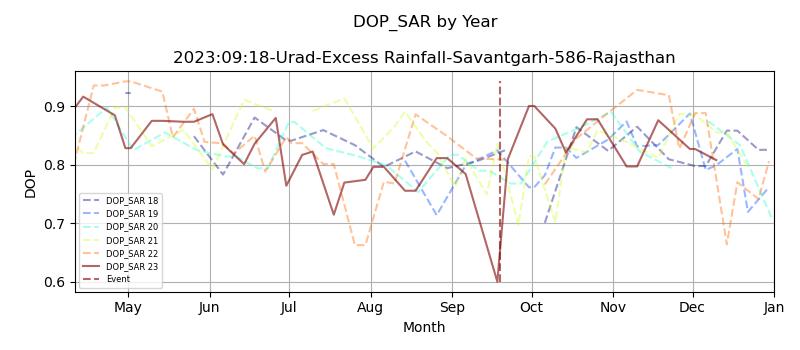 DOP_SAR by Year
2023:09:18-Urad-Excess Rainfall-Savantgarh-586-Rajasthan
DOP
0.9
0.8
0.7
0.6
DOP_SAR 18
DOP_SAR 19
DOP_SAR 20
DOP_SAR 21
DOP_SAR 22
DOP_SAR 23
Event
May Jun Jul Aug Sep Oct Nov Dec Jan
Month